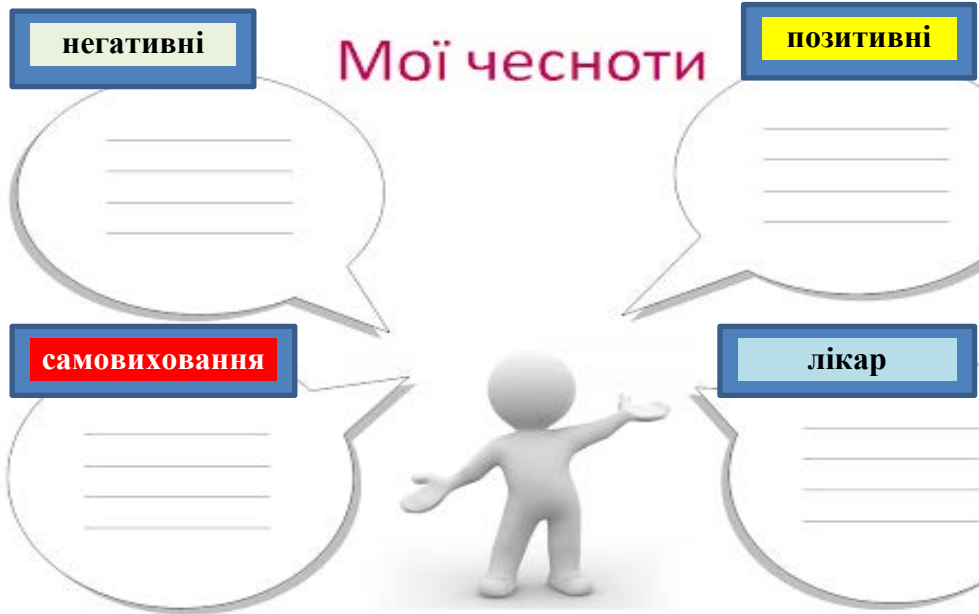 негативні
Мої чесноти
позитивні
самовиховання
лікар